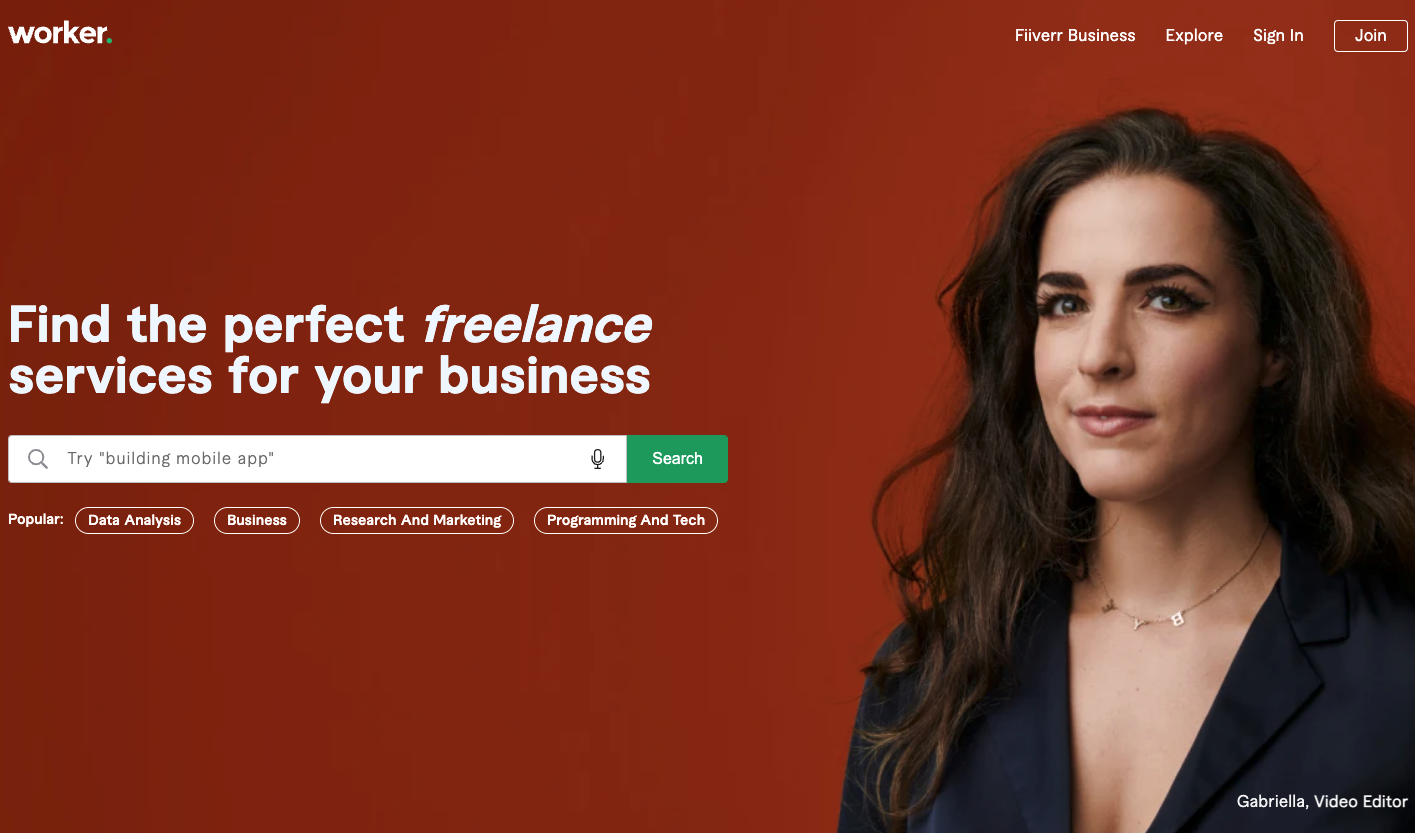 worker.
Fiiverr Business
Explore
Sign In
Join
Find the perfect freelance
services for your business
Try "building mobile app"
Search
Popular:
Data Analysis
Business
Research And Marketing
Programming And Tech
Gabriella, Video Editor